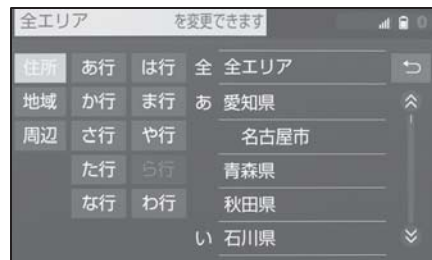 全エリア を変更できます
住所 あ行 は行 全 全エリア
地域 か行 ま行 あ 愛知県
周辺 さ行 や行 名古屋市
た行 ら行 青森県
な行 わ行 秋田県
い 石川県